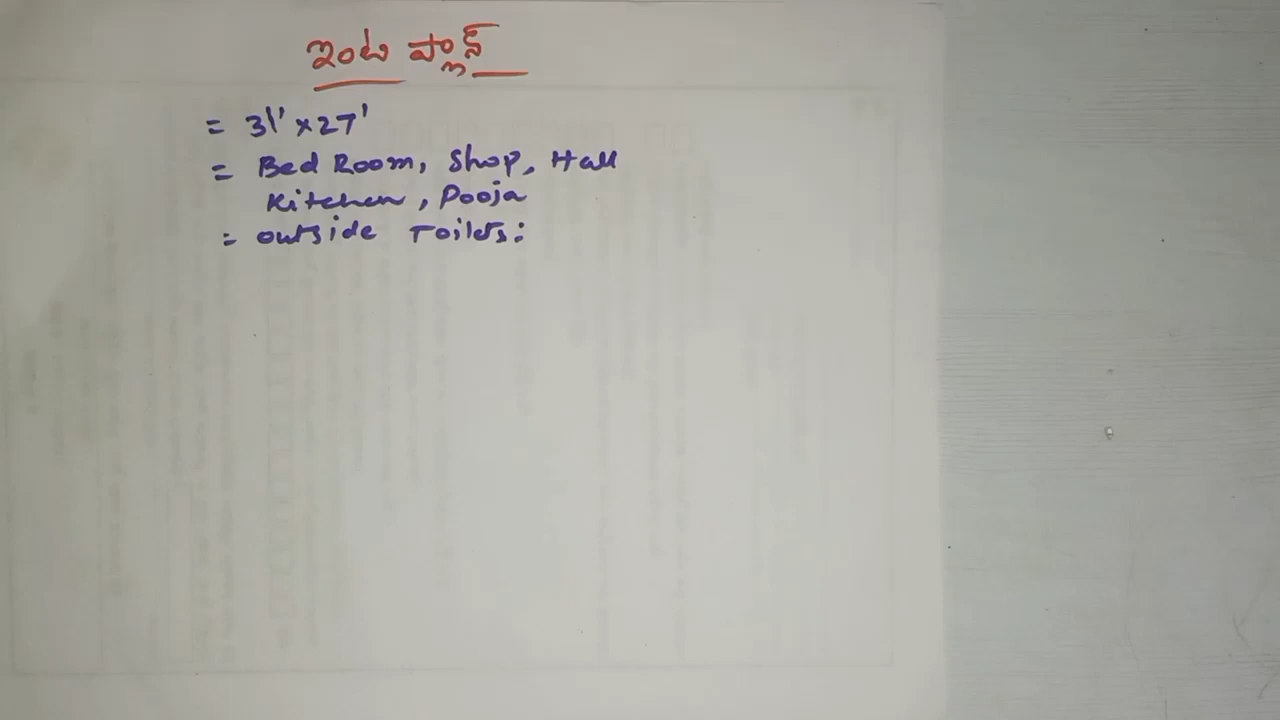 ఇంటి ప్లాన్
= 31' x 27'
= Bed Room, Shop, Hall
Kitchen, Pooja
= outside Toilets: